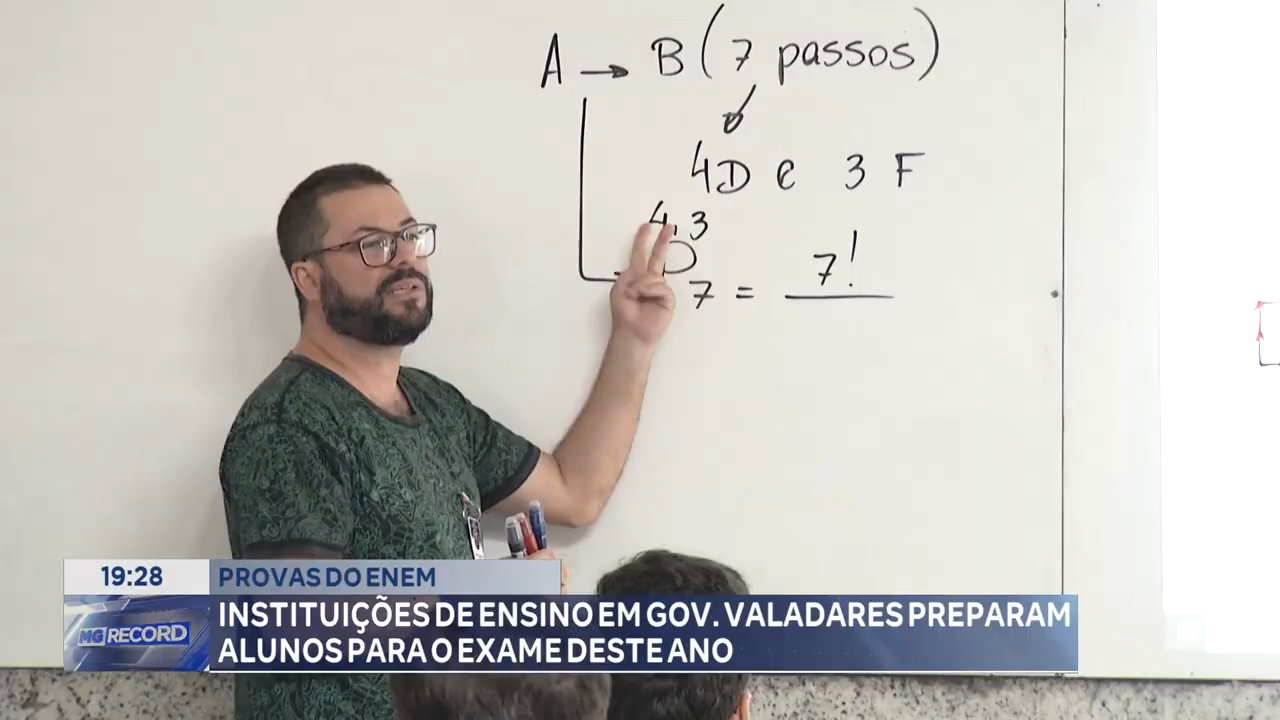 A → B (7 passos)
4D e 3 F
4,3
7 = 7!
19:28
PROVAS DO ENEM
MG RECORD
INSTITUIÇÕES DE ENSINO EM GOV. VALADARES PREPARAM
ALUNOS PARA O EXAME DESTE ANO